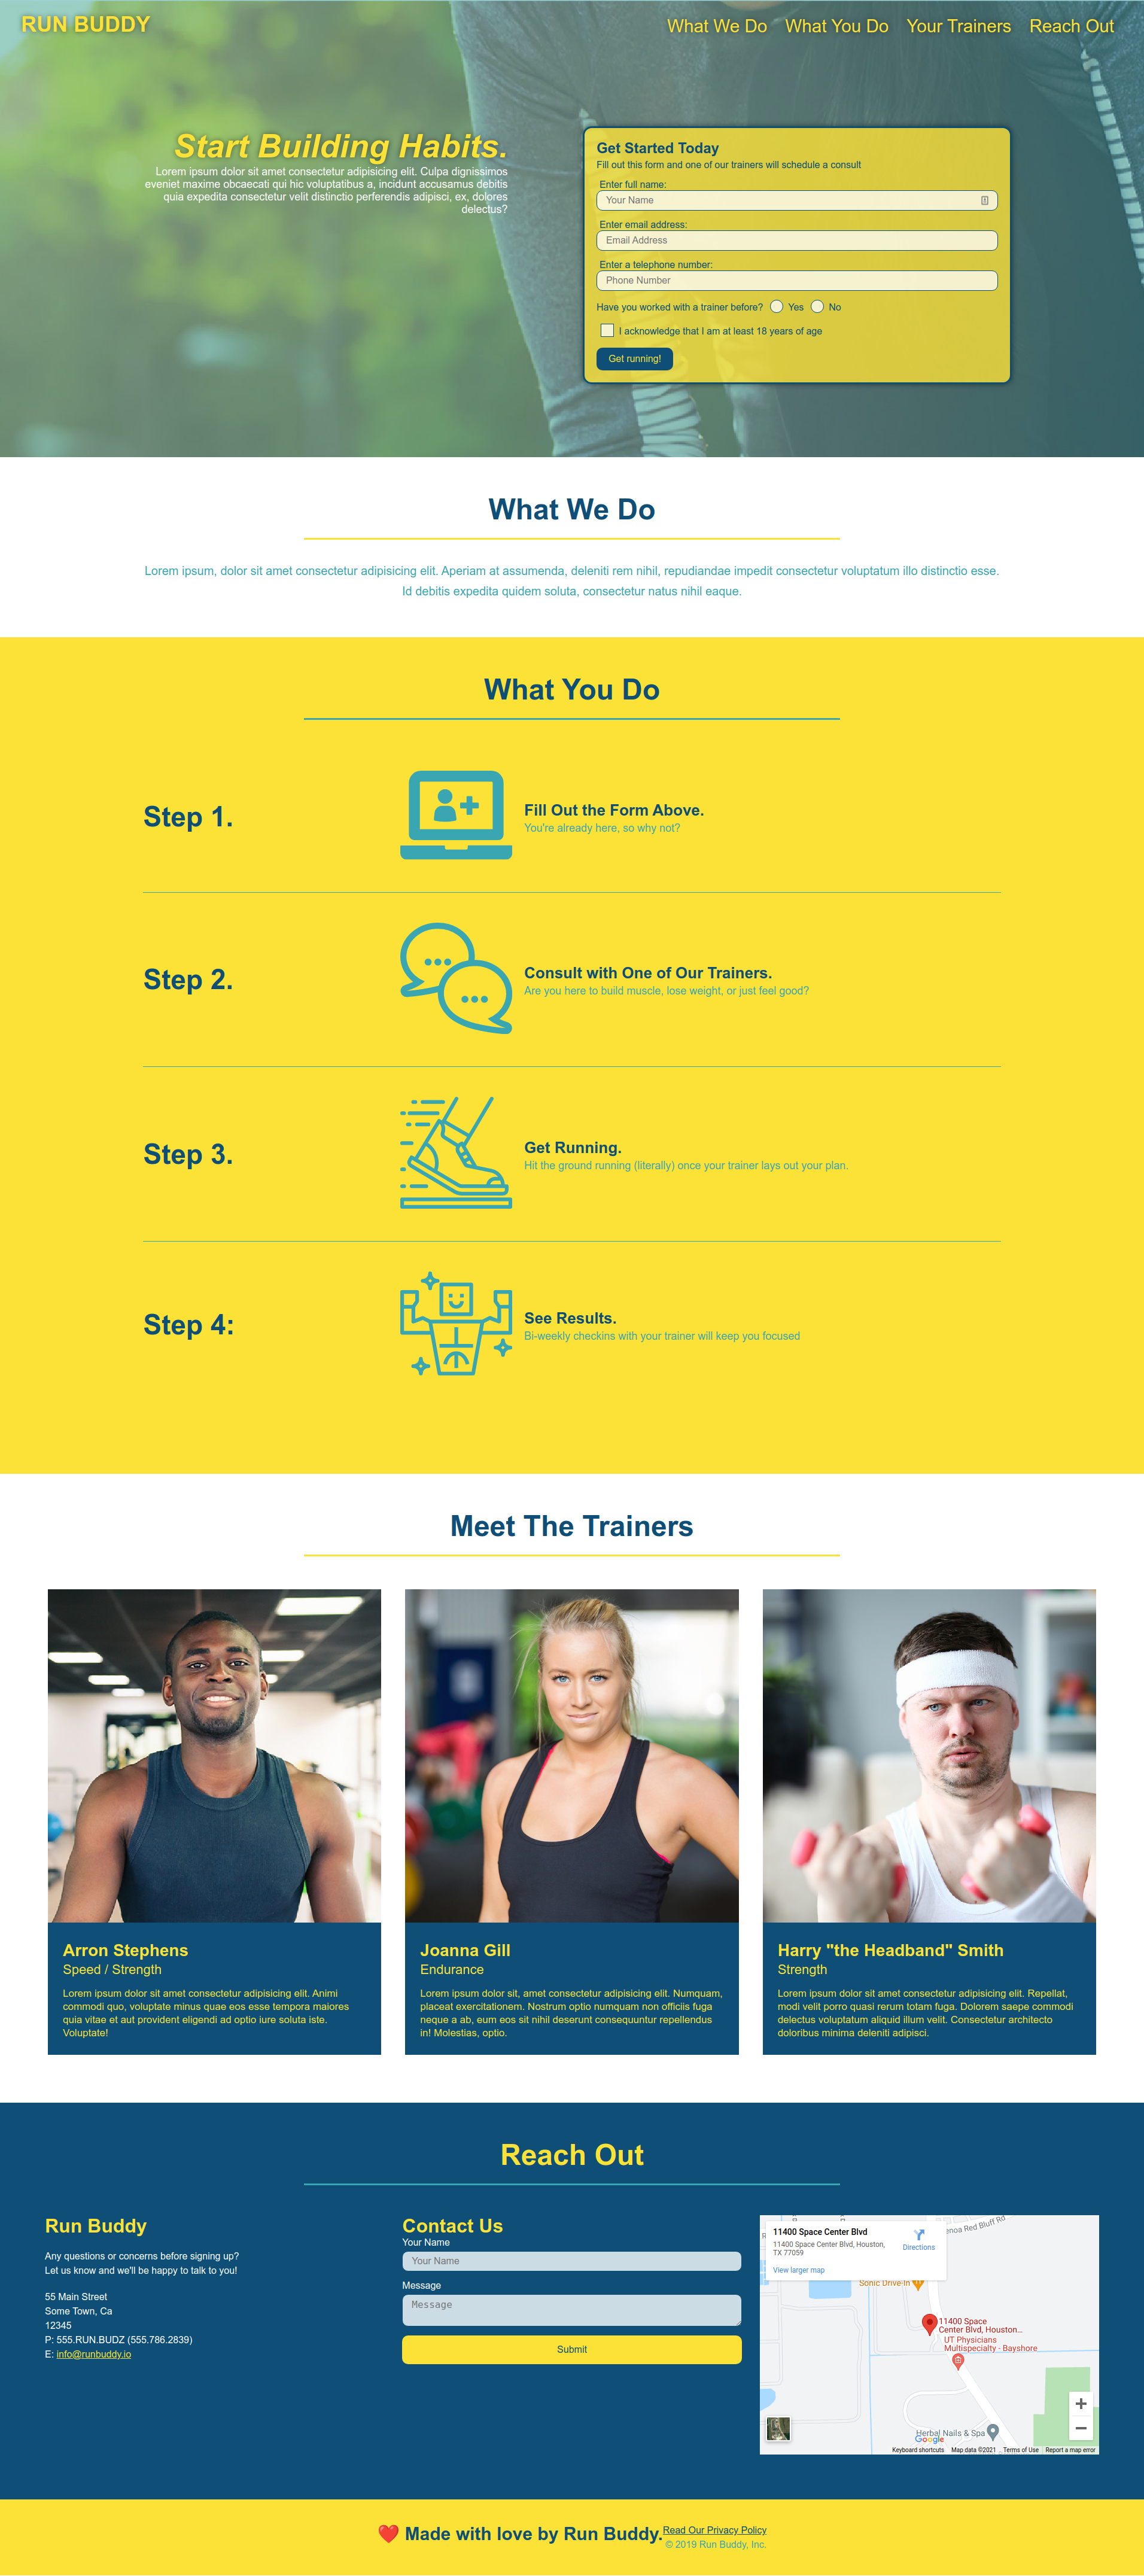 RUN BUDDY
What We Do What You Do Your Trainers Reach Out
Start Building Habits.
Lorem ipsum dolor sit amet consectetur adipisicing elit. Culpa dignissimos
eveniet maxime obcaecati qui hic voluptatibus a, incidunt accusamus debitis
quia expedita consectetur velit distinctio perferendis adipisci, ex, dolores
delectus?
Get Started Today
Fill out this form and one of our trainers will schedule a consult
Enter full name:
Your Name
Enter email address:
Email Address
Enter a telephone number:
Phone Number
Have you worked with a trainer before? Yes No
I acknowledge that I am at least 18 years of age
Get running!
What We Do
Lorem ipsum, dolor sit amet consectetur adipisicing elit. Aperiam at assumenda, deleniti rem nihil, repudiandae impedit consectetur voluptatum illo distinctio esse.
Id debitis expedita quidem soluta, consectetur natus nihil eaque.
What You Do
Step 1.
Fill Out the Form Above.
You're already here, so why not?
Step 2.
Consult with One of Our Trainers.
Are you here to build muscle, lose weight, or just feel good?
Step 3.
Get Running.
Hit the ground running (literally) once your trainer lays out your plan.
Step 4:
See Results.
Bi-weekly checkins with your trainer will keep you focused
Meet The Trainers
Arron Stephens
Speed / Strength
Lorem ipsum dolor sit amet consectetur adipisicing elit. Animi
commodi quo, voluptate minus quae eos esse tempora maiores
quia vitae et aut provident eligendi ad optio iure soluta iste.
Voluptate!
Joanna Gill
Endurance
Lorem ipsum dolor sit, amet consectetur adipisicing elit. Numquam,
placeat exercitationem. Nostrum optio numquam non officiis fuga
neque a ab, eum eos sit nihil deserunt consequuntur repellendus
in! Molestias, optio.
Harry "the Headband" Smith
Strength
Lorem ipsum dolor sit amet consectetur adipisicing elit. Repellat,
modi velit porro quasi rerum totam fuga. Dolorem saepe commodi
delectus voluptatum aliquid illum velit. Consectetur architecto
doloribus minima deleniti adipisci.
Reach Out
Run Buddy
Any questions or concerns before signing up?
Let us know and we'll be happy to talk to you!
55 Main Street
Some Town, Ca
12345
P: 555.RUN.BUDZ (555.786.2839)
E: info@runbuddy.io
Contact Us
Your Name
Your Name
Message
Message
Submit
11400 Space Center Blvd
11400 Space Center Blvd, Houston,
TX 77059
Directions
View larger map
enoa Red Bluff Rd
Sonic Drive-In
11400 Space
Center Blvd, Houston...
UT Physicians
Multispecialty - Bayshore
Herbal Nails & Spa
Google
Keyboard shortcuts Map data ©2021 Terms of Use Report a map error
❤️ Made with love by Run Buddy.
Read Our Privacy Policy
© 2019 Run Buddy, Inc.